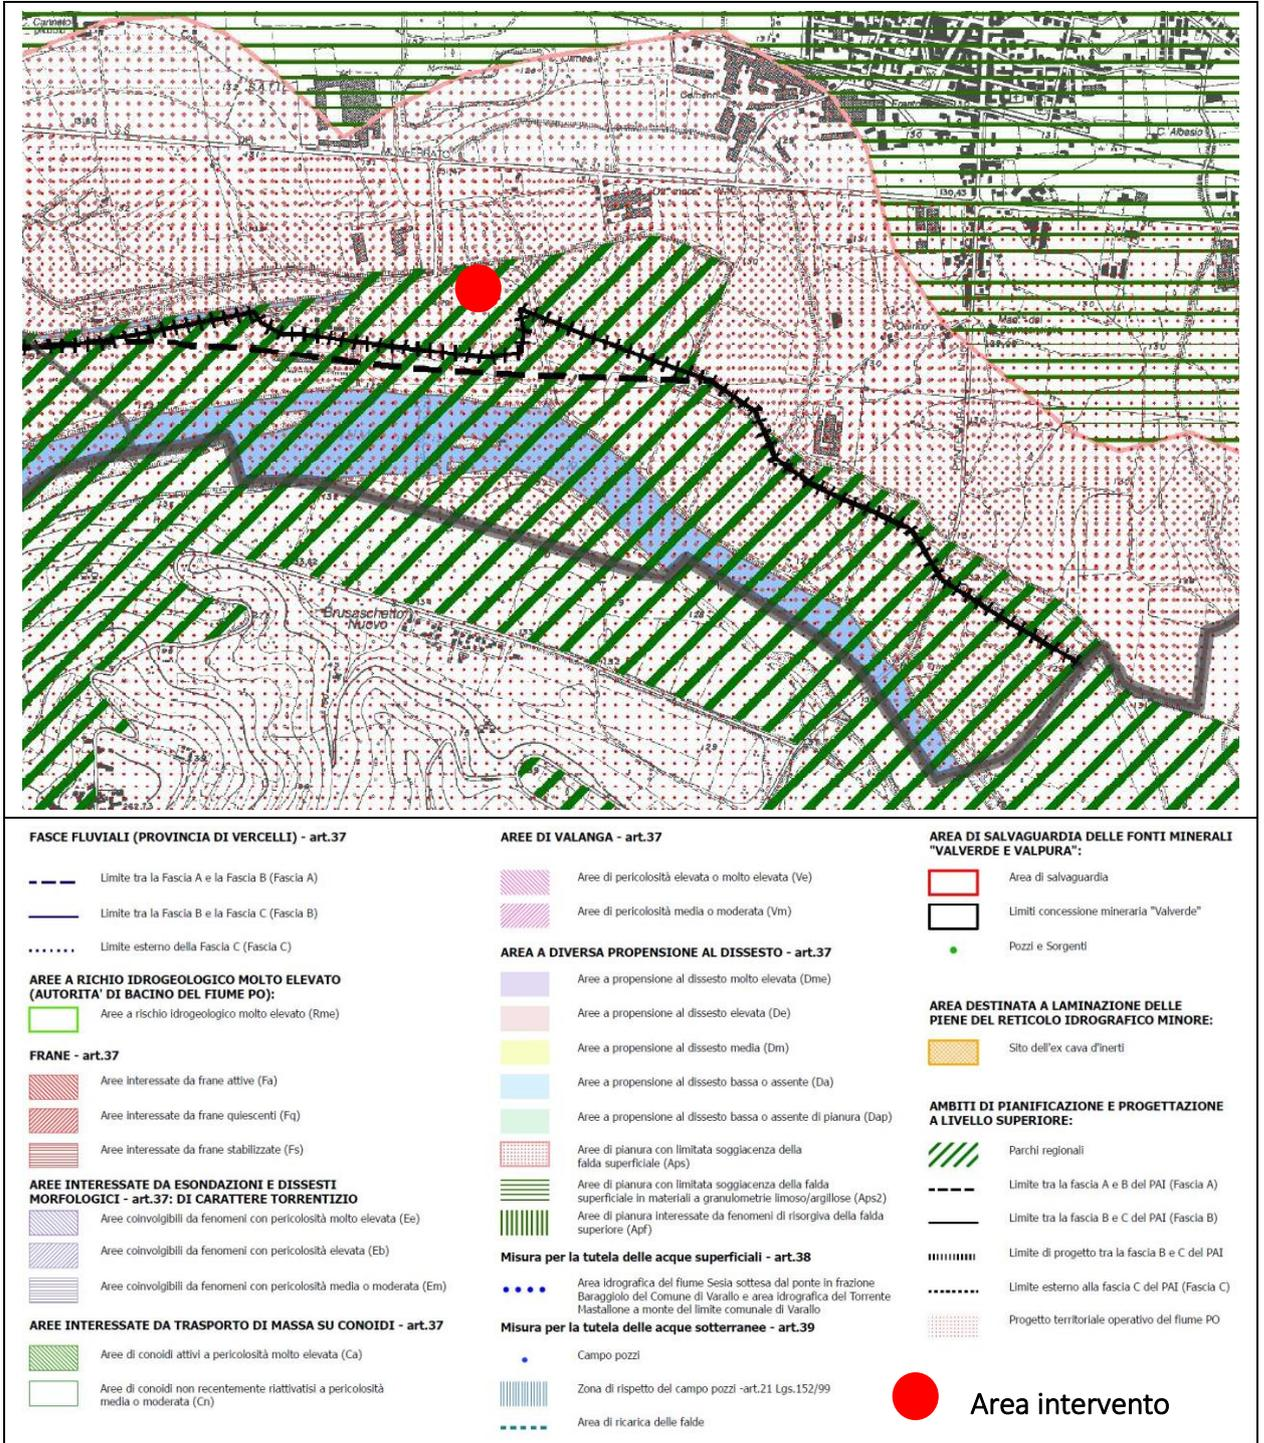 Canneto
C. Albasio
131
130
130,43
130
C. Quirico
Brusaschetto
Nuovo
FASCE FLUVIALI (PROVINCIA DI VERCELLI) - art.37
Limite tra la Fascia A e la Fascia B (Fascia A)
Limite tra la Fascia B e la Fascia C (Fascia B)
Limite esterno della Fascia C (Fascia C)
AREE A RICHIO IDROGEOLOGICO MOLTO ELEVATO
(AUTORITA' DI BACINO DEL FIUME PO):
Aree a rischio idrogeologico molto elevato (Rme)
FRANE - art.37
Aree interessate da frane attive (Fa)
Aree interessate da frane quiescenti (Fq)
Aree interessate da frane stabilizzate (Fs)
AREE INTERESSATE DA ESONDAZIONI E DISSESTI
MORFOLOGICI - art.37: DI CARATTERE TORRENTIZIO
Aree coinvolgibili da fenomeni con pericolosità molto elevata (Ee)
Aree coinvolgibili da fenomeni con pericolosità elevata (Eb)
Aree coinvolgibili da fenomeni con pericolosità media o moderata (Em)
AREE INTERESSATE DA TRASPORTO DI MASSA SU CONOIDI - art.37
Aree di conoidi attivi a pericolosità molto elevata (Ca)
Aree di conoidi non recentemente riattivatisi a pericolosità
media o moderata (Cn)
AREE DI VALANGA - art.37
Aree di pericolosità elevata o molto elevata (Ve)
Aree di pericolosità media o moderata (Vm)
AREA A DIVERSA PROPENSIONE AL DISSESTO - art.37
Aree a propensione al dissesto molto elevata (Dme)
Aree a propensione al dissesto elevata (De)
Aree a propensione al dissesto media (Dm)
Aree a propensione al dissesto bassa o assente (Da)
Aree a propensione al dissesto bassa o assente di pianura (Dap)
Aree di pianura con limitata soggiacenza della
falda superficiale (Aps)
Aree di pianura con limitata soggiacenza della falda
superficiale in materiali a granulometrie limoso/argillose (Aps2)
Aree di pianura interessate da fenomeni di risorgiva della falda
superiore (Apf)
Misura per la tutela delle acque superficiali - art.38
Area idrografica del fiume Sesia sottesa dal ponte in frazione
Baraggiolo del Comune di Varallo e area idrografica del Torrente
Mastallone a monte del limite comunale di Varallo
Misura per la tutela delle acque sotterranee - art.39
Campo pozzi
Zona di rispetto del campo pozzi -art.21 Lgs.152/99
Area di ricarica delle falde
AREA DI SALVAGUARDIA DELLE FONTI MINERALI
"VALVERDE E VALPURA":
Area di salvaguardia
Limiti concessione mineraria "Valverde"
Pozzi e Sorgenti
AREA DESTINATA A LAMINAZIONE DELLE
PIENE DEL RETICOLO IDROGRAFICO MINORE:
Sito dell'ex cava d'inerti
AMBITI DI PIANIFICAZIONE E PROGETTAZIONE
A LIVELLO SUPERIORE:
Parchi regionali
Limite tra la fascia A e B del PAI (Fascia A)
Limite tra la fascia B e C del PAI (Fascia B)
Limite di progetto tra la fascia B e C del PAI
Limite esterno alla fascia C del PAI (Fascia C)
Progetto territoriale operativo del fiume PO
Area intervento